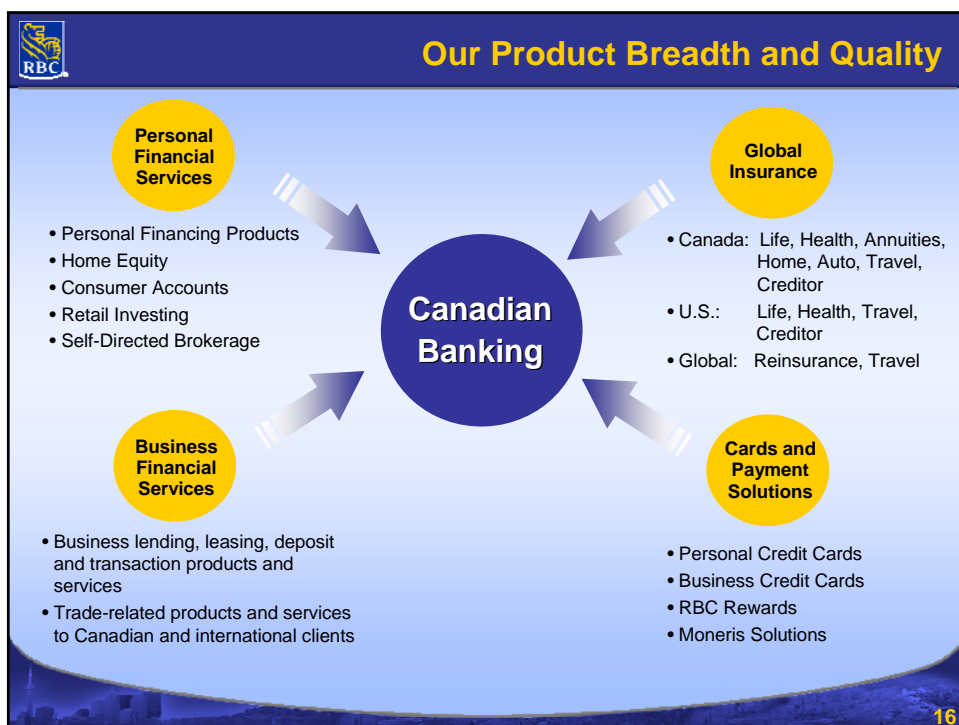 RBC
Our Product Breadth and Quality
Personal
Financial
Services
• Personal Financing Products
• Home Equity
• Consumer Accounts
• Retail Investing
• Self-Directed Brokerage
Global
Insurance
• Canada: Life, Health, Annuities,
Home, Auto, Travel,
Creditor
• U.S.: Life, Health, Travel,
Creditor
• Global: Reinsurance, Travel
Canadian
Banking
Business
Financial
Services
• Business lending, leasing, deposit
and transaction products and
services
• Trade-related products and services
to Canadian and international clients
Cards and
Payment
Solutions
• Personal Credit Cards
• Business Credit Cards
• RBC Rewards
• Moneris Solutions
16